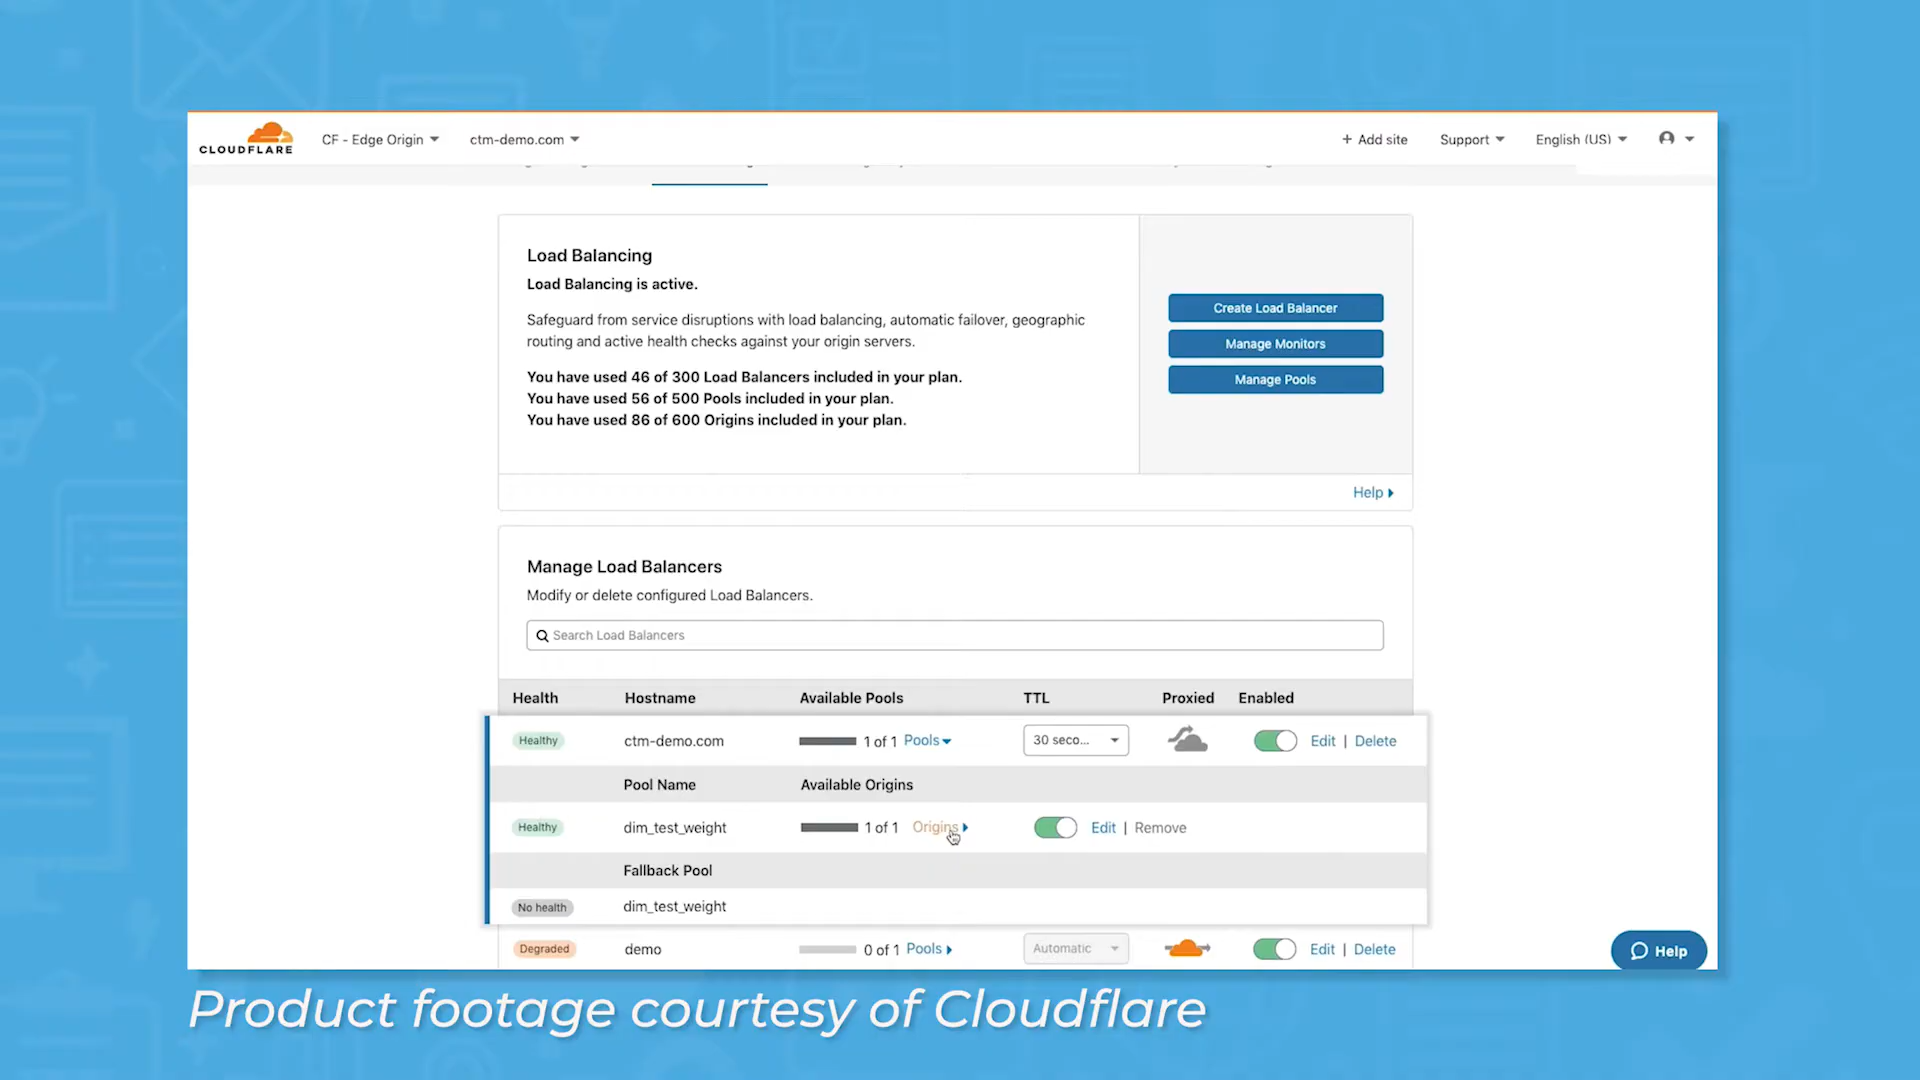 CLOUDFLARE
CF - Edge Origin
ctm-demo.com
+ Add site
Support
English (US)
Load Balancing
Load Balancing is active.
Safeguard from service disruptions with load balancing, automatic failover, geographic
routing and active health checks against your origin servers.
You have used 46 of 300 Load Balancers included in your plan.
You have used 56 of 500 Pools included in your plan.
You have used 86 of 600 Origins included in your plan.
Create Load Balancer
Manage Monitors
Manage Pools
Help
Manage Load Balancers
Modify or delete configured Load Balancers.
Search Load Balancers
Health Hostname Available Pools TTL Proxied Enabled
Healthy ctm-demo.com 1 of 1 Pools 30 seco... Edit | Delete
Pool Name Available Origins
Healthy dim_test_weight 1 of 1 Origins Edit | Remove
Fallback Pool
No health dim_test_weight
Degraded demo 0 of 1 Pools Automatic Edit | Delete
Help
Product footage courtesy of Cloudflare